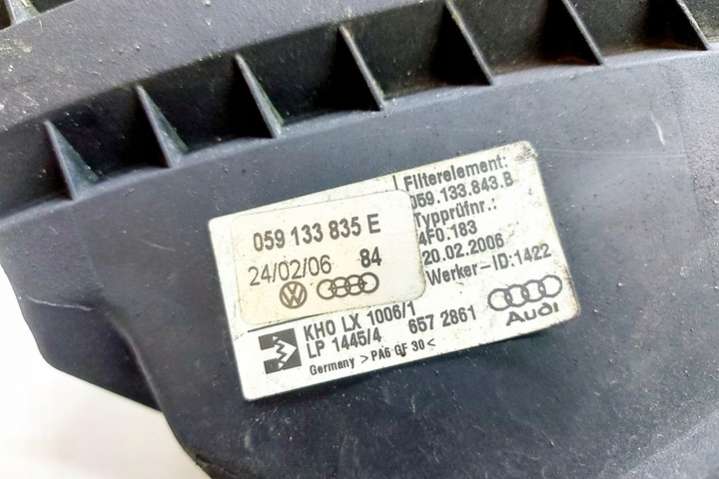 059 133 835 E
24/02/06 84
Filterelement:
059.133.843.B
Typprüfnr.:
4F0.183
20.02.2006
Werker-ID:1422
KHO LX 1006/1
LP 1445/4 657 2861
Audi
Germany >PA6 GF 30<